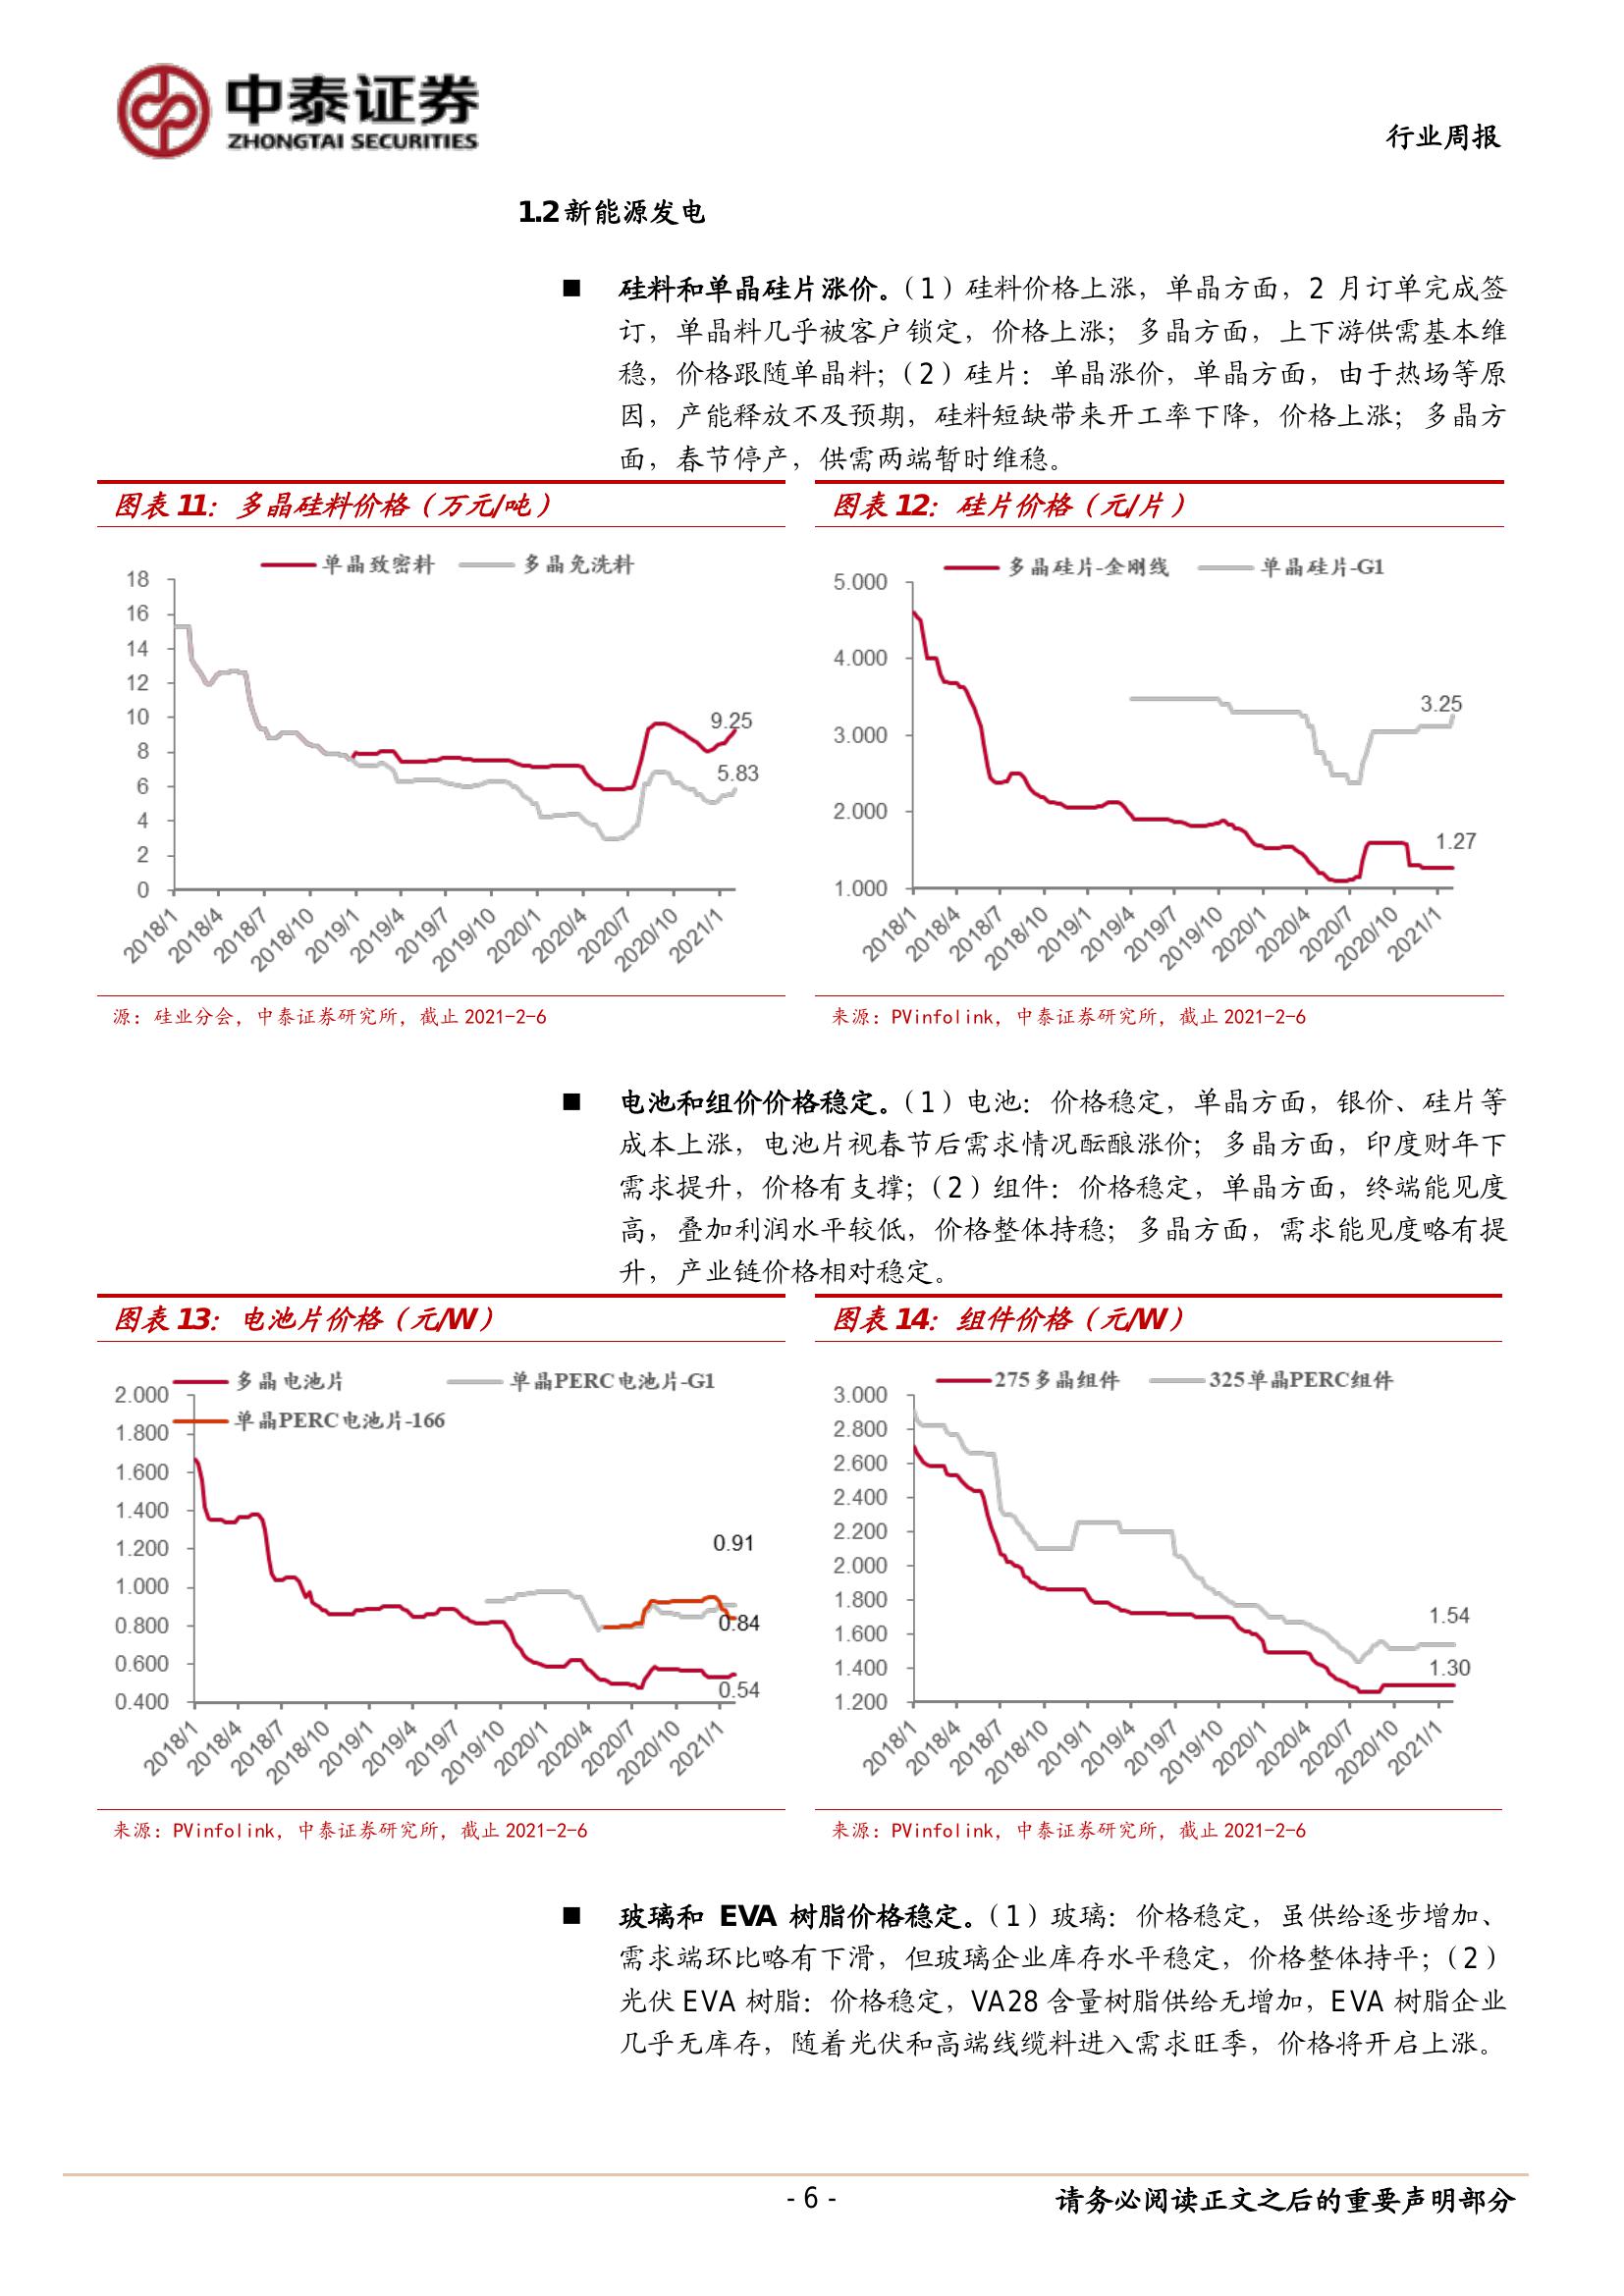 中泰证券
ZHONGTAI SECURITIES
行业周报
1.2 新能源发电
■ 硅料和单晶硅片涨价。（1）硅料价格上涨，单晶方面，2 月订单完成签
订，单晶料几乎被客户锁定，价格上涨；多晶方面，上下游供需基本维
稳，价格跟随单晶料；（2）硅片：单晶涨价，单晶方面，由于热场等原
因，产能释放不及预期，硅料短缺带来开工率下降，价格上涨；多晶方
面，春节停产，供需两端暂时维稳。
图表 11：多晶硅料价格（万元/吨）
单晶致密料 多晶免洗料
18
16
14
12
10
8
6
4
2
0
9.25
5.83
2018/1 2018/4 2018/7 2018/10 2019/1 2019/4 2019/7 2019/10 2020/1 2020/4 2020/7 2020/10 2021/1
源：硅业分会，中泰证券研究所，截止 2021-2-6
图表 12：硅片价格（元/片）
多晶硅片-金刚线 单晶硅片-G1
5.000
4.000
3.000
2.000
1.000
3.25
1.27
2018/1 2018/4 2018/7 2018/10 2019/1 2019/4 2019/7 2019/10 2020/1 2020/4 2020/7 2020/10 2021/1
来源：PVinfolink，中泰证券研究所，截止 2021-2-6
■ 电池和组价价格稳定。（1）电池：价格稳定，单晶方面，银价、硅片等
成本上涨，电池片视春节后需求情况酝酿涨价；多晶方面，印度财年下
需求提升，价格有支撑；（2）组件：价格稳定，单晶方面，终端能见度
高，叠加利润水平较低，价格整体持稳；多晶方面，需求能见度略有提
升，产业链价格相对稳定。
图表 13：电池片价格（元/W）
多晶电池片 单晶PERC电池片-G1
单晶PERC电池片-166
2.000
1.800
1.600
1.400
1.200
1.000
0.800
0.600
0.400
0.91
0.84
0.54
2018/1 2018/4 2018/7 2018/10 2019/1 2019/4 2019/7 2019/10 2020/1 2020/4 2020/7 2020/10 2021/1
来源：PVinfolink，中泰证券研究所，截止 2021-2-6
图表 14：组件价格（元/W）
275多晶组件 325单晶PERC组件
3.000
2.800
2.600
2.400
2.200
2.000
1.800
1.600
1.400
1.200
1.54
1.30
2018/1 2018/4 2018/7 2018/10 2019/1 2019/4 2019/7 2019/10 2020/1 2020/4 2020/7 2020/10 2021/1
来源：PVinfolink，中泰证券研究所，截止 2021-2-6
■ 玻璃和 EVA 树脂价格稳定。（1）玻璃：价格稳定，虽供给逐步增加、
需求端环比略有下滑，但玻璃企业库存水平稳定，价格整体持平；（2）
光伏 EVA 树脂：价格稳定，VA28 含量树脂供给无增加，EVA 树脂企业
几乎无库存，随着光伏和高端线缆料进入需求旺季，价格将开启上涨。
- 6 -
请务必阅读正文之后的重要声明部分